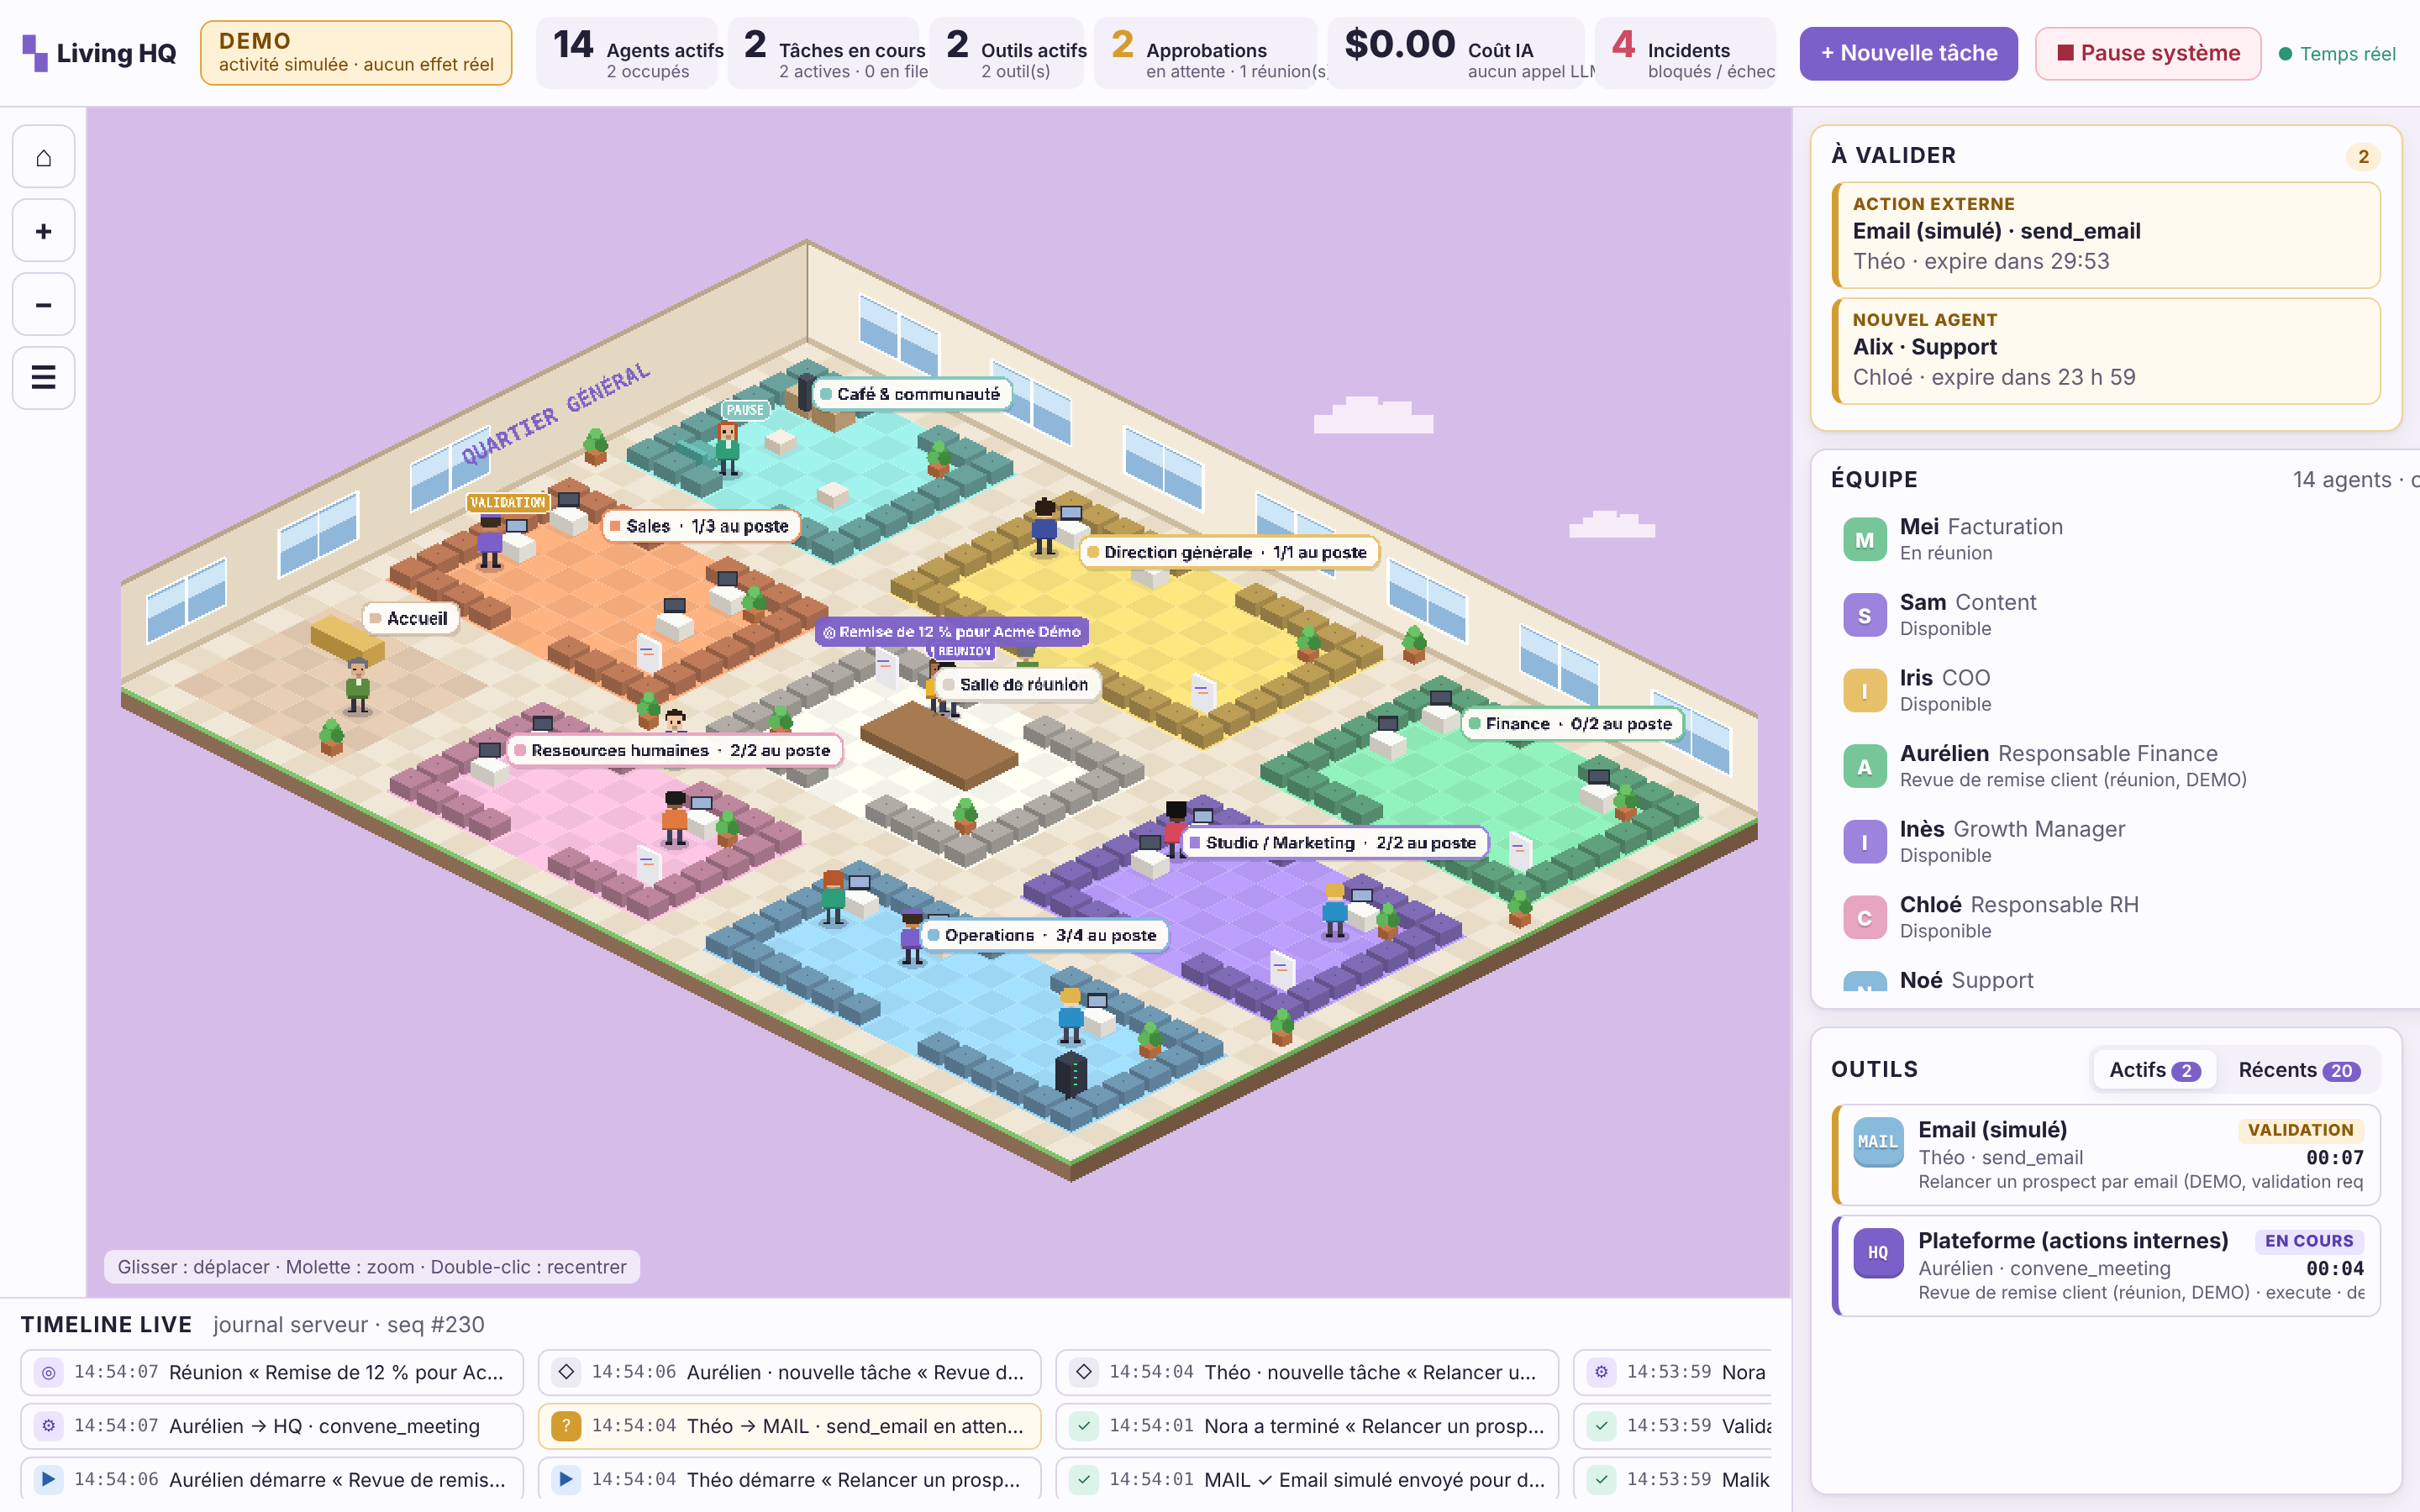 Living HQ
DEMO
activité simulée · aucun effet réel
14 Agents actifs
2 occupés
2 Tâches en cours
2 actives · 0 en file
2 Outils actifs
2 outil(s)
2 Approbations
en attente · 1 réunion(s
$0.00 Coût IA
aucun appel LLM
4 Incidents
bloqués / échec
+ Nouvelle tâche
Pause système
Temps réel
QUARTIER GÉNÉRAL
Café & communauté
PAUSE
VALIDATION
Sales · 1/3 au poste
Direction générale · 1/1 au poste
Accueil
◎ Remise de 12 % pour Acme Démo
RÉUNION
Salle de réunion
Finance · 0/2 au poste
Ressources humaines · 2/2 au poste
Studio / Marketing · 2/2 au poste
Operations · 3/4 au poste
Glisser : déplacer · Molette : zoom · Double-clic : recentrer
À VALIDER 2
ACTION EXTERNE
Email (simulé) · send_email
Théo · expire dans 29:53
NOUVEL AGENT
Alix · Support
Chloé · expire dans 23 h 59
ÉQUIPE 14 agents ·
M Mei Facturation
En réunion
S Sam Content
Disponible
I Iris COO
Disponible
A Aurélien Responsable Finance
Revue de remise client (réunion, DEMO)
I Inès Growth Manager
Disponible
C Chloé Responsable RH
Disponible
N Noé Support
OUTILS Actifs 2 Récents 20
MAIL Email (simulé) VALIDATION
Théo · send_email 00:07
Relancer un prospect par email (DEMO, validation req
HQ Plateforme (actions internes) EN COURS
Aurélien · convene_meeting 00:04
Revue de remise client (réunion, DEMO) · execute · de
TIMELINE LIVE journal serveur · seq #230
14:54:07 Réunion « Remise de 12 % pour Ac...
14:54:06 Aurélien · nouvelle tâche « Revue d...
14:54:04 Théo · nouvelle tâche « Relancer u...
14:53:59 Nora
14:54:07 Aurélien → HQ · convene_meeting
? 14:54:04 Théo → MAIL · send_email en atten...
✓ 14:54:01 Nora a terminé « Relancer un prosp...
✓ 14:53:59 Valida
14:54:06 Aurélien démarre « Revue de remis...
14:54:04 Théo démarre « Relancer un prosp...
✓ 14:54:01 MAIL ✓ Email simulé envoyé pour d...
✓ 14:53:59 Malik